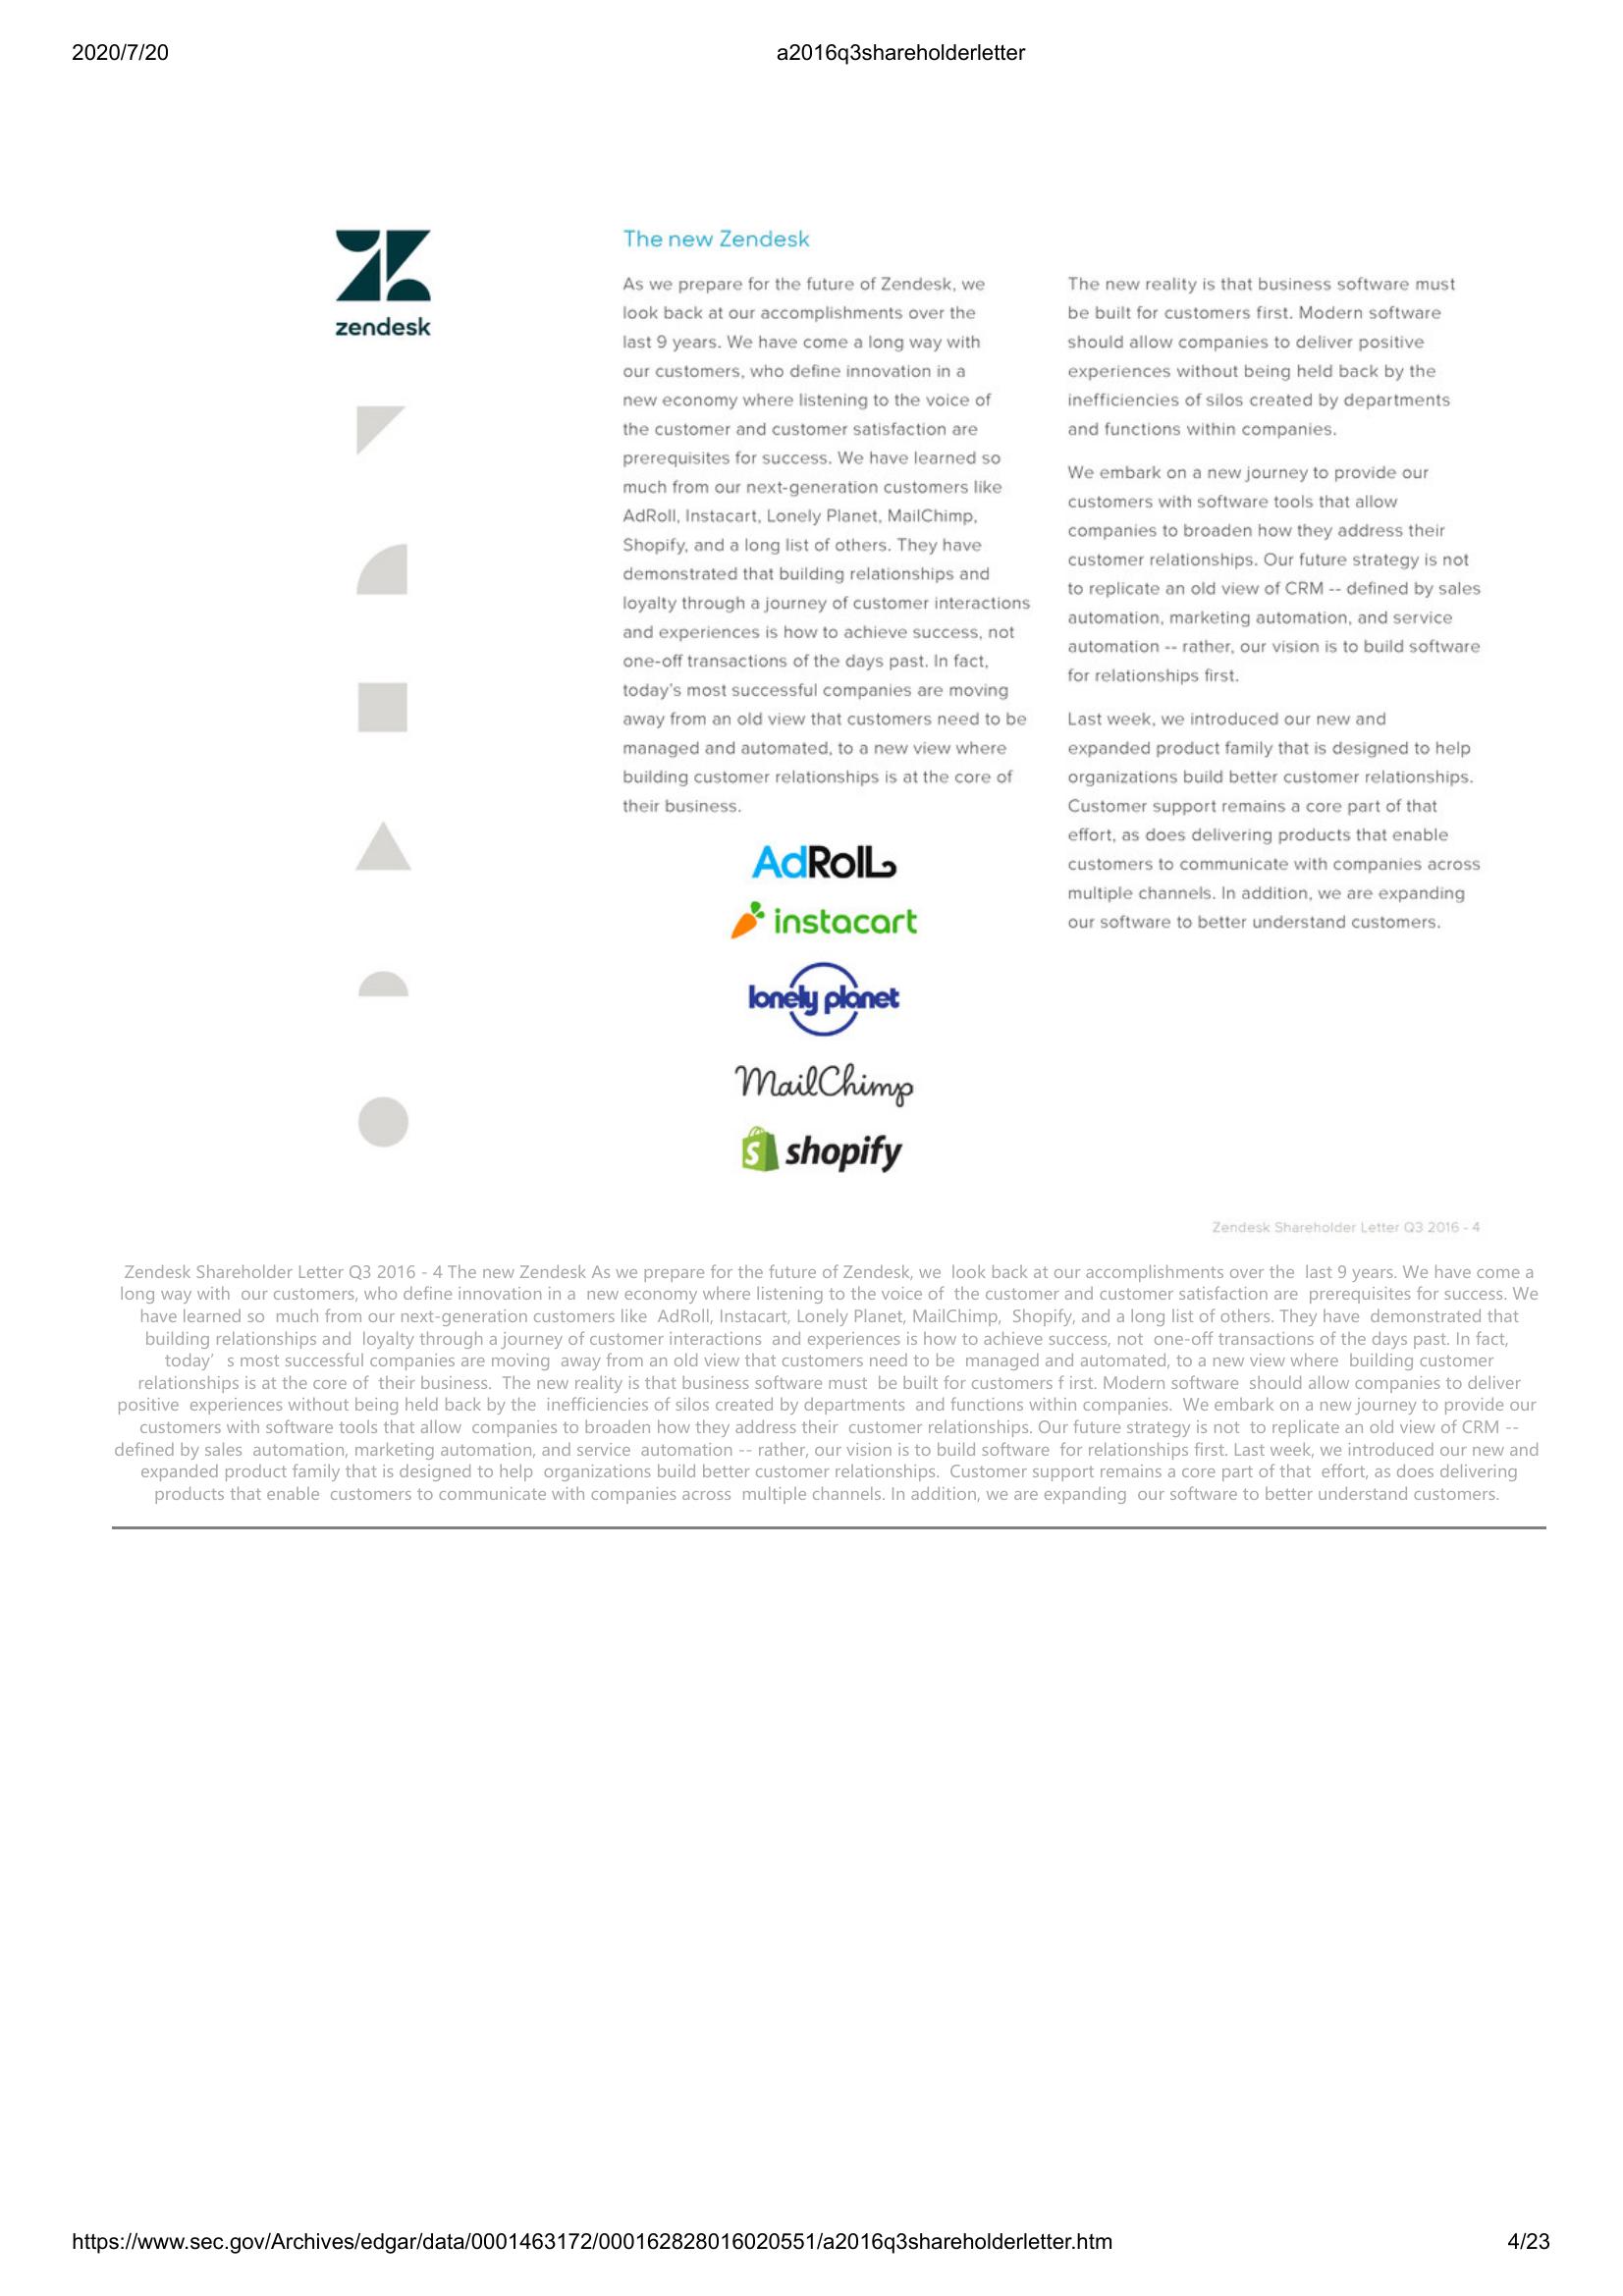 2020/7/20
a2016q3shareholderletter
zendesk
The new Zendesk
As we prepare for the future of Zendesk, we
look back at our accomplishments over the
last 9 years. We have come a long way with
our customers, who define innovation in a
new economy where listening to the voice of
the customer and customer satisfaction are
prerequisites for success. We have learned so
much from our next-generation customers like
AdRoll, Instacart, Lonely Planet, MailChimp,
Shopify, and a long list of others. They have
demonstrated that building relationships and
loyalty through a journey of customer interactions
and experiences is how to achieve success, not
one-off transactions of the days past. In fact,
today's most successful companies are moving
away from an old view that customers need to be
managed and automated, to a new view where
building customer relationships is at the core of
their business.
AdRoll
instacart
lonely planet
MailChimp
shopify
The new reality is that business software must
be built for customers first. Modern software
should allow companies to deliver positive
experiences without being held back by the
inefficiencies of silos created by departments
and functions within companies.
We embark on a new journey to provide our
customers with software tools that allow
companies to broaden how they address their
customer relationships. Our future strategy is not
to replicate an old view of CRM -- defined by sales
automation, marketing automation, and service
automation -- rather, our vision is to build software
for relationships first.
Last week, we introduced our new and
expanded product family that is designed to help
organizations build better customer relationships.
Customer support remains a core part of that
effort, as does delivering products that enable
customers to communicate with companies across
multiple channels. In addition, we are expanding
our software to better understand customers.
Zendesk Shareholder Letter Q3 2016 - 4
Zendesk Shareholder Letter Q3 2016 - 4 The new Zendesk As we prepare for the future of Zendesk, we look back at our accomplishments over the last 9 years. We have come a
long way with our customers, who define innovation in a new economy where listening to the voice of the customer and customer satisfaction are prerequisites for success. We
have learned so much from our next-generation customers like AdRoll, Instacart, Lonely Planet, MailChimp, Shopify, and a long list of others. They have demonstrated that
building relationships and loyalty through a journey of customer interactions and experiences is how to achieve success, not one-off transactions of the days past. In fact,
today' s most successful companies are moving away from an old view that customers need to be managed and automated, to a new view where building customer
relationships is at the core of their business. The new reality is that business software must be built for customers f irst. Modern software should allow companies to deliver
positive experiences without being held back by the inefficiencies of silos created by departments and functions within companies. We embark on a new journey to provide our
customers with software tools that allow companies to broaden how they address their customer relationships. Our future strategy is not to replicate an old view of CRM --
defined by sales automation, marketing automation, and service automation -- rather, our vision is to build software for relationships first. Last week, we introduced our new and
expanded product family that is designed to help organizations build better customer relationships. Customer support remains a core part of that effort, as does delivering
products that enable customers to communicate with companies across multiple channels. In addition, we are expanding our software to better understand customers.
https://www.sec.gov/Archives/edgar/data/0001463172/000162828016020551/a2016q3shareholderletter.htm
4/23